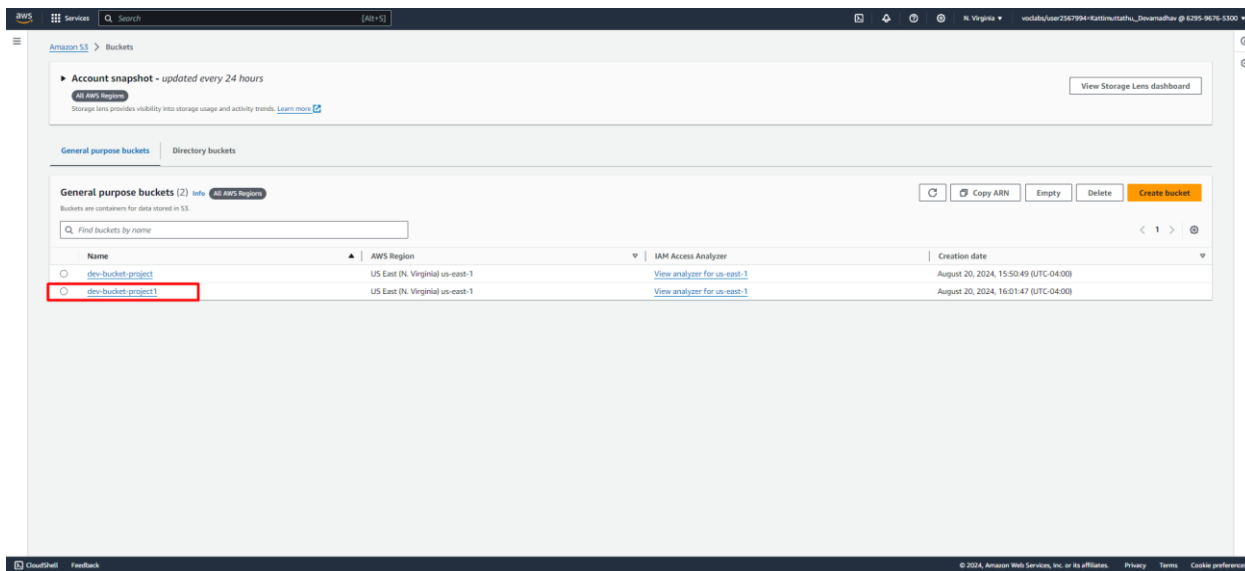 aws Services Search [Alt+S] N. Virginia voclabs/user2567994=Kattimuttathu,_Devamadhav @ 6295-9676-5300
Amazon S3 > Buckets
Account snapshot - updated every 24 hours
All AWS Regions
View Storage Lens dashboard
Storage lens provides visibility into storage usage and activity trends. Learn more
General purpose buckets Directory buckets
General purpose buckets (2) Info All AWS Regions
Copy ARN Empty Delete Create bucket
Buckets are containers for data stored in S3.
Find buckets by name
1
Name AWS Region IAM Access Analyzer Creation date
dev-bucket-project US East (N. Virginia) us-east-1 View analyzer for us-east-1 August 20, 2024, 15:50:49 (UTC-04:00)
dev-bucket-project1 US East (N. Virginia) us-east-1 View analyzer for us-east-1 August 20, 2024, 16:01:47 (UTC-04:00)
CloudShell Feedback © 2024, Amazon Web Services, Inc. or its affiliates. Privacy Terms Cookie preferences